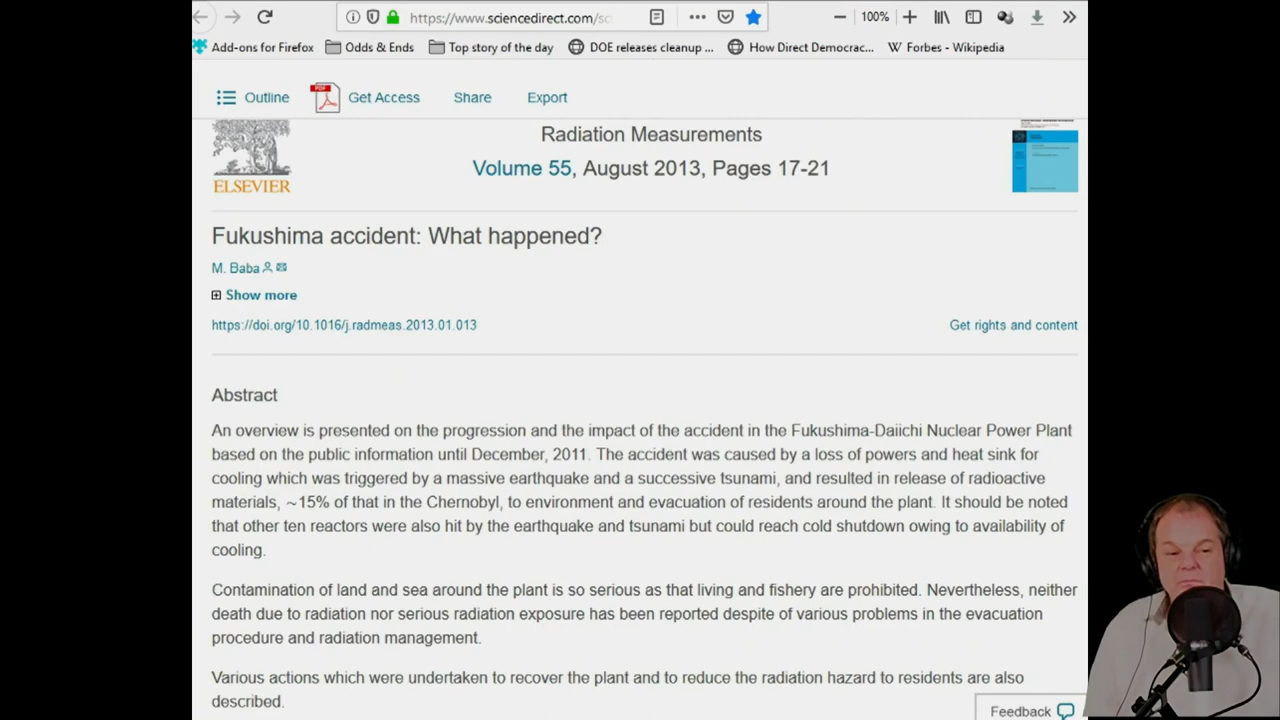 https://www.sciencedirect.com/sc
100%
Add-ons for Firefox
Odds & Ends
Top story of the day
DOE releases cleanup ...
How Direct Democrac...
Forbes - Wikipedia
Outline
PDF
Get Access
Share
Export
ELSEVIER
Radiation Measurements
Volume 55, August 2013, Pages 17-21
Fukushima accident: What happened?
M. Baba
Show more
https://doi.org/10.1016/j.radmeas.2013.01.013
Get rights and content
Abstract
An overview is presented on the progression and the impact of the accident in the Fukushima-Daiichi Nuclear Power Plant
based on the public information until December, 2011. The accident was caused by a loss of powers and heat sink for
cooling which was triggered by a massive earthquake and a successive tsunami, and resulted in release of radioactive
materials, ~15% of that in the Chernobyl, to environment and evacuation of residents around the plant. It should be noted
that other ten reactors were also hit by the earthquake and tsunami but could reach cold shutdown owing to availability of
cooling.
Contamination of land and sea around the plant is so serious as that living and fishery are prohibited. Nevertheless, neither
death due to radiation nor serious radiation exposure has been reported despite of various problems in the evacuation
procedure and radiation management.
Various actions which were undertaken to recover the plant and to reduce the radiation hazard to residents are also
described.
Feedback